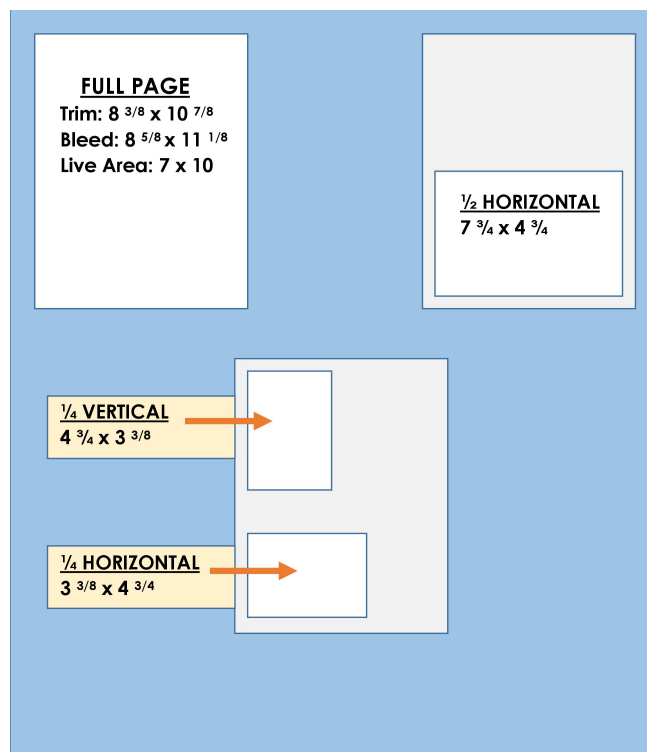 FULL PAGE
Trim: 8 3/8 x 10 7/8
Bleed: 8 5/8 x 11 1/8
Live Area: 7 x 10
½ HORIZONTAL
7 ¾ x 4 ¾
¼ VERTICAL
4 ¾ x 3 3/8
¼ HORIZONTAL
3 3/8 x 4 3/4